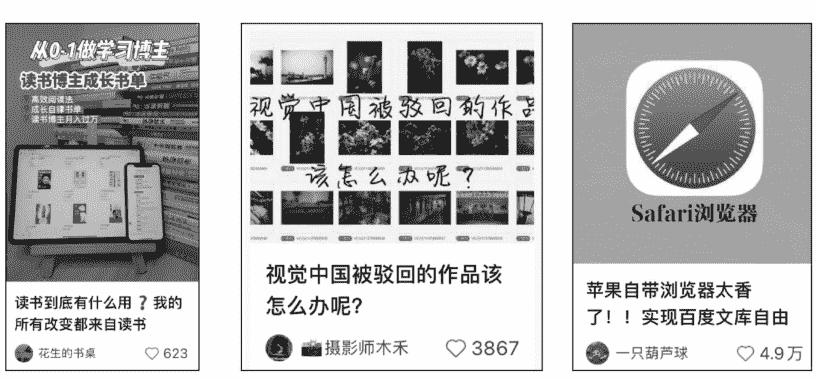 从0-1做学习博主
读书博主成长书单
高效阅读法
成长自律书单
读书博主月入过万
读书到底有什么用？我的
所有改变都来自读书
花生的书桌
623
视觉中国被驳回的作品
该怎么办呢?
视觉中国被驳回的作品该
怎么办呢?
摄影师木禾
3867
Safari浏览器
苹果自带浏览器太香
了！！实现百度文库自由
一只葫芦球
4.9万